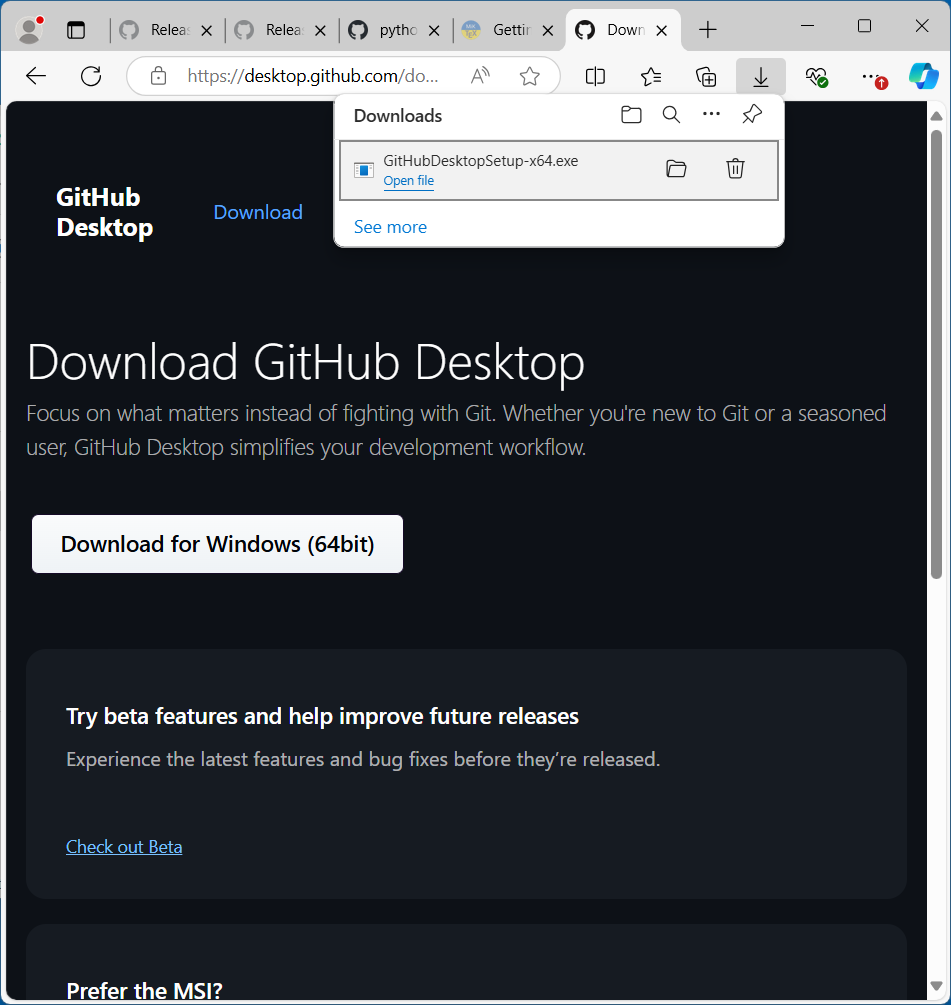 Releas
Releas
pytho
Gettin
Down
https://desktop.github.com/do...
Downloads
GitHubDesktopSetup-x64.exe
Open file
See more
GitHub
Desktop
Download
Download GitHub Desktop
Focus on what matters instead of fighting with Git. Whether you're new to Git or a seasoned
user, GitHub Desktop simplifies your development workflow.
Download for Windows (64bit)
Try beta features and help improve future releases
Experience the latest features and bug fixes before they’re released.
Check out Beta
Prefer the MSI?